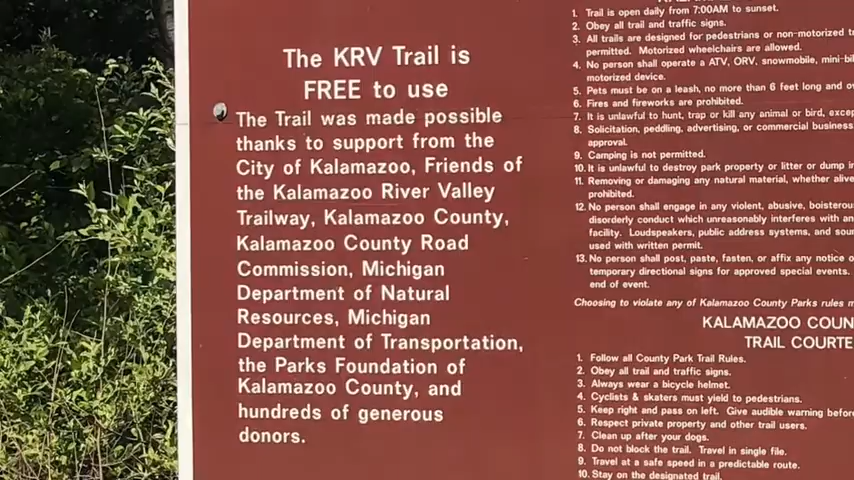 The KRV Trail is
FREE to use
The Trail was made possible
thanks to support from the
City of Kalamazoo, Friends of
the Kalamazoo River Valley
Trailway, Kalamazoo County,
Kalamazoo County Road
Commission, Michigan
Department of Natural
Resources, Michigan
Department of Transportation,
the Parks Foundation of
Kalamazoo County, and
hundreds of generous
donors.
1. Trail is open daily from 7:00AM to sunset.
2. Obey all trail and traffic signs.
3. All trails are designed for pedestrians or non-motorized
permitted. Motorized wheelchairs are allowed.
4. No person shall operate a ATV, ORV, snowmobile,
motorized device.
5. Pets must be on a leash, no more than 6 feet long and
6. Fires and fireworks are prohibited.
7. It is unlawful to hunt, trap or kill any animal or bird,
8. Solicitation, peddling, advertising, or commercial business
approval.
9. Camping is not permitted.
10. It is unlawful to destroy park property or litter or dump
11. Removing or damaging any natural material, whether alive
prohibited.
12. No person shall engage in any violent, abusive,
disorderly conduct which unreasonably interferes with
facility. Loudspeakers, public address systems, and
used with written permit.
13. No person shall post, paste, fasten, or affix any notice
temporary directional signs for approved special events.
end of event.
Choosing to violate any of Kalamazoo County Parks rules
KALAMAZOO COUN
TRAIL COURTE
1. Follow all County Park Trail Rules.
2. Obey all trail and traffic signs.
3. Always wear a bicycle helmet.
4. Cyclists & skaters must yield to pedestrians.
5. Keep right and pass on left. Give audible warning before
6. Respect private property and other trail users.
7. Clean up after your dogs.
8. Do not block the trail. Travel in single file.
9. Travel at a safe speed in a predictable route.
10. Stay on the designated trail.